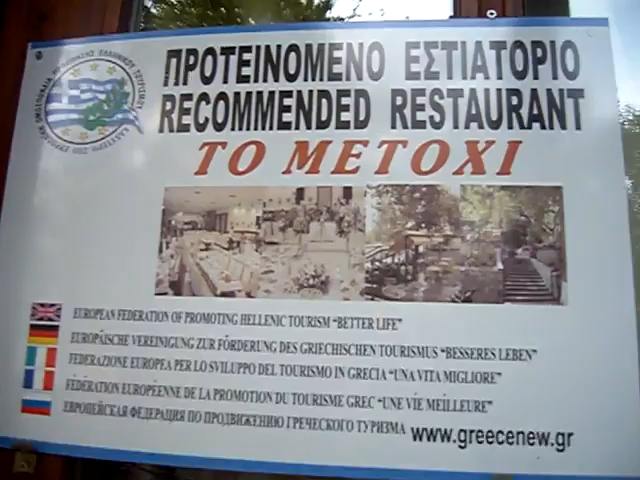 ΠΡΟΤΕΙΝΟΜΕΝΟ ΕΣΤΙΑΤΟΡΙΟ
RECOMMENDED RESTAURANT
ΤΟ ΜΕΤΟΧΙ
EUROPEAN FEDERATION OF PROMOTING HELLENIC TOURISM “BETTER LIFE”
EUROPÄISCHE VEREINIGUNG ZUR FÖRDERUNG DES GRIECHISCHEN TOURISMUS “BESSERES LEBEN”
FEDERAZIONE EUROPEA PER LO SVILUPPO DEL TOURISMO IN GRECIA “UNA VITA MIGLIORE”
FÉDÉRATION EUROPÉENNE DE LA PROMOTION DU TOURISME GREC “UNE VIE MEILLEURE”
ЕВРОПЕЙСКАЯ ФЕДЕРАЦИЯ ПО ПРОДВИЖЕНИЮ ГРЕЧЕСКОГО ТУРИЗМА
www.greecenew.gr